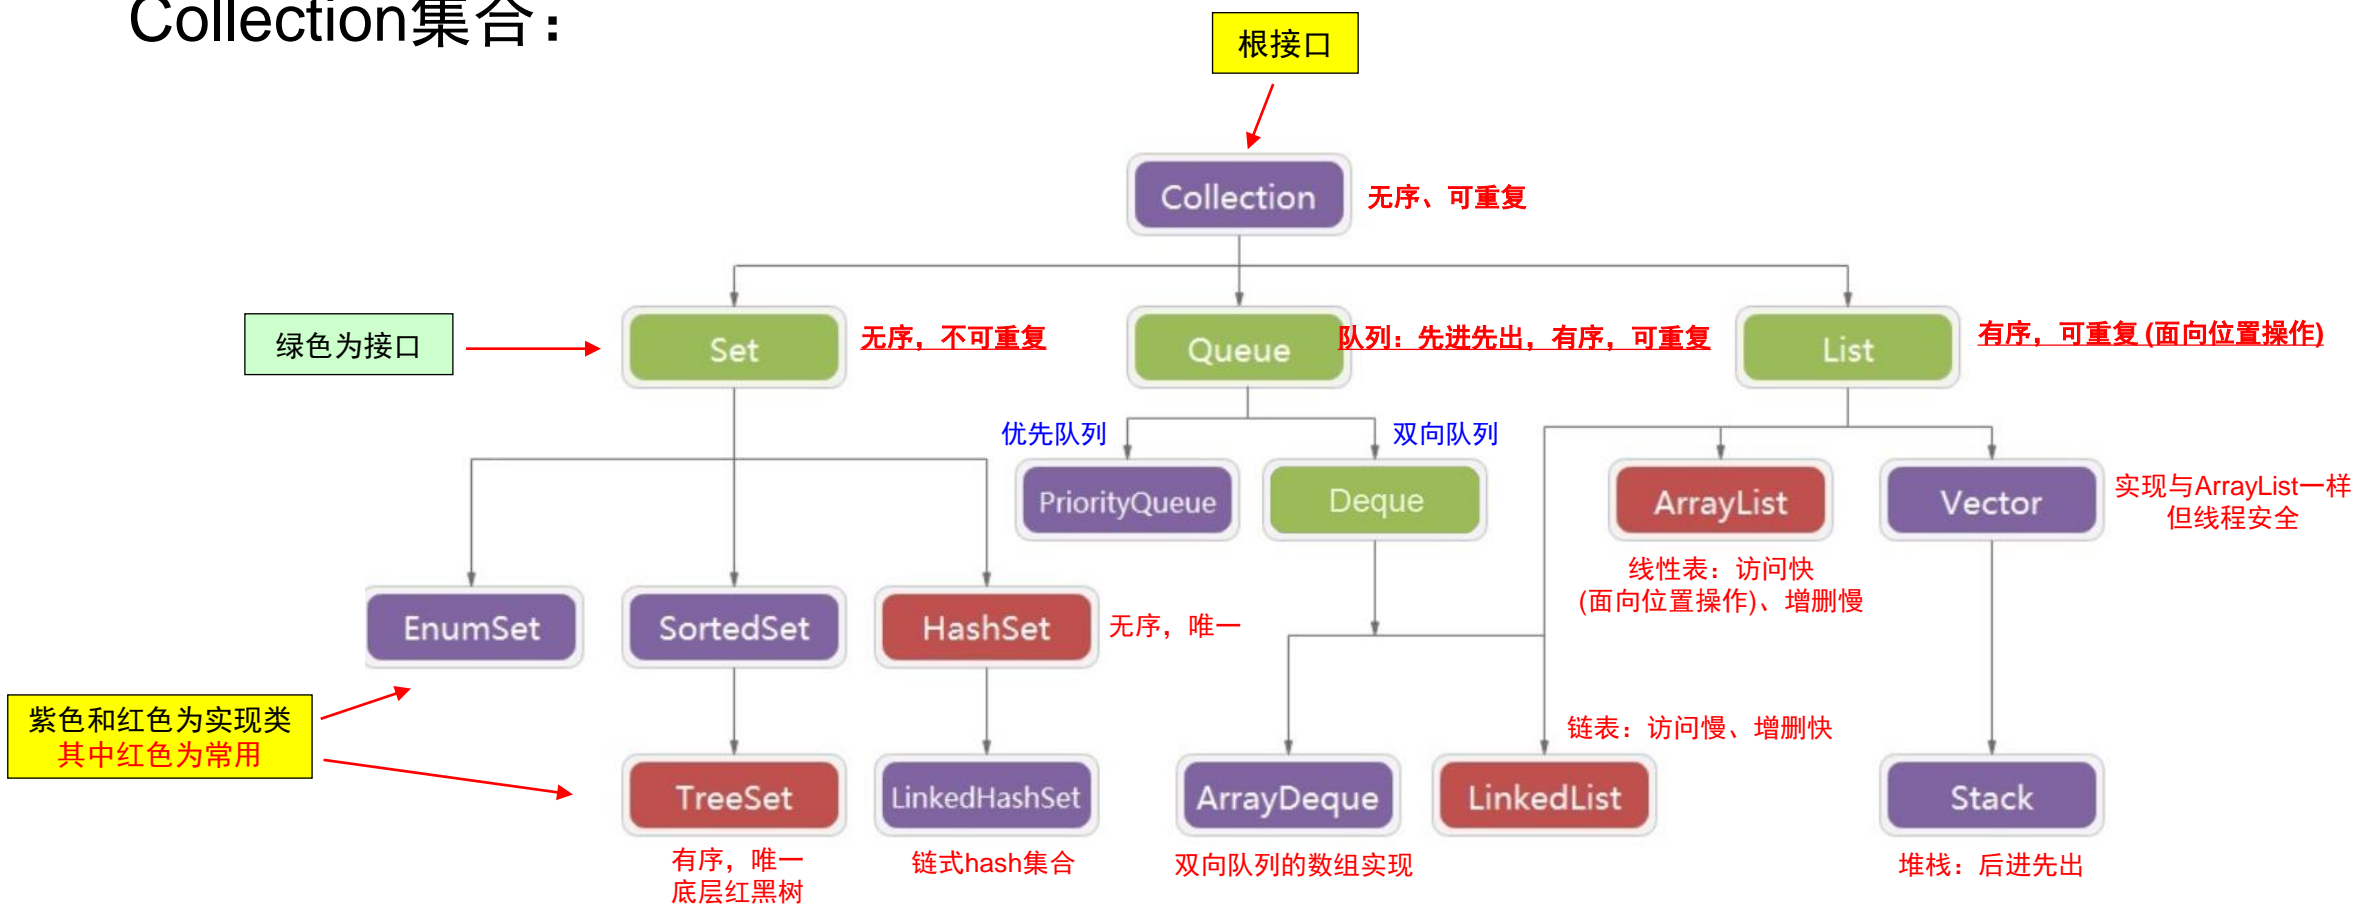 Collection集合：
根接口
Collection
无序、可重复
绿色为接口
Set
无序，不可重复
Queue
队列：先进先出，有序，可重复
List
有序，可重复 (面向位置操作)
优先队列
双向队列
PriorityQueue
Deque
ArrayList
Vector
实现与ArrayList一样
但线程安全
线性表：访问快
(面向位置操作)、增删慢
EnumSet
SortedSet
HashSet
无序，唯一
紫色和红色为实现类
其中红色为常用
链表：访问慢、增删快
TreeSet
LinkedHashSet
ArrayDeque
LinkedList
Stack
有序，唯一
底层红黑树
链式hash集合
双向队列的数组实现
堆栈：后进先出